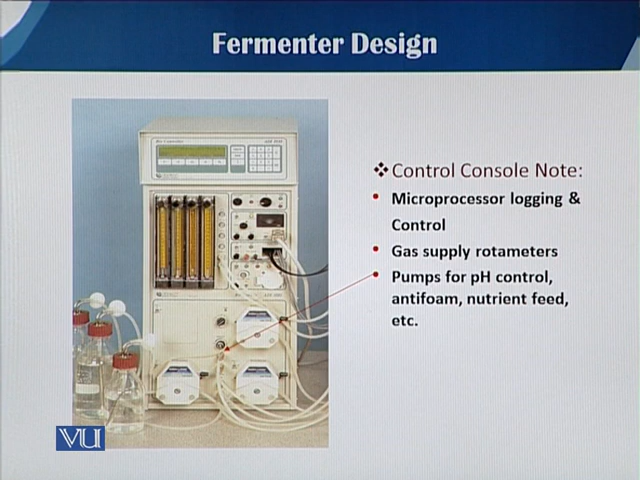 Fermenter Design
❖Control Console Note:
• Microprocessor logging &
Control
• Gas supply rotameters
• Pumps for pH control,
antifoam, nutrient feed,
etc.
VU